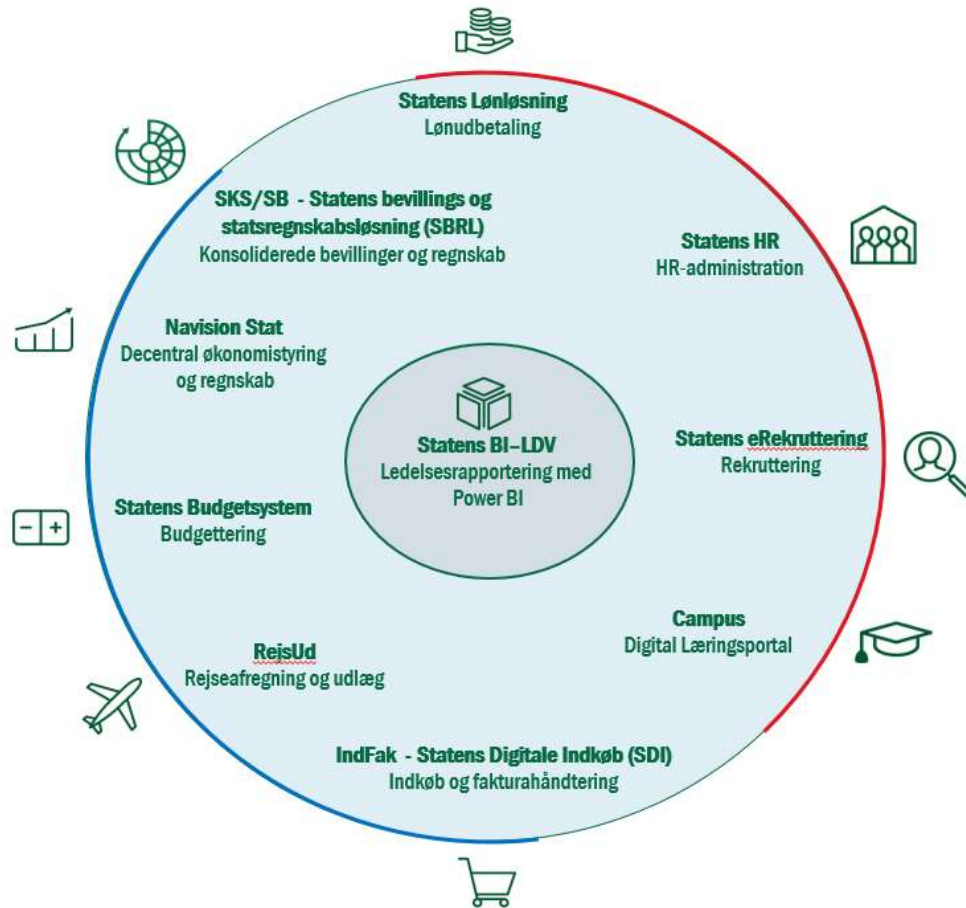 Statens Lønløsning
Lønudbetaling
SKS/SB - Statens bevillings og
statsregnskabsløsning (SBRL)
Konsoliderede bevillinger og regnskab
Statens HR
HR-administration
Navision Stat
Decentral økonomistyring
og regnskab
Statens BI–LDV
Ledelsesrapportering med
Power BI
Statens eRekruttering
Rekruttering
Statens Budgetsystem
Budgettering
Campus
Digital Læringsportal
RejsUd
Rejseafregning og udlæg
IndFak - Statens Digitale Indkøb (SDI)
Indkøb og fakturahåndtering